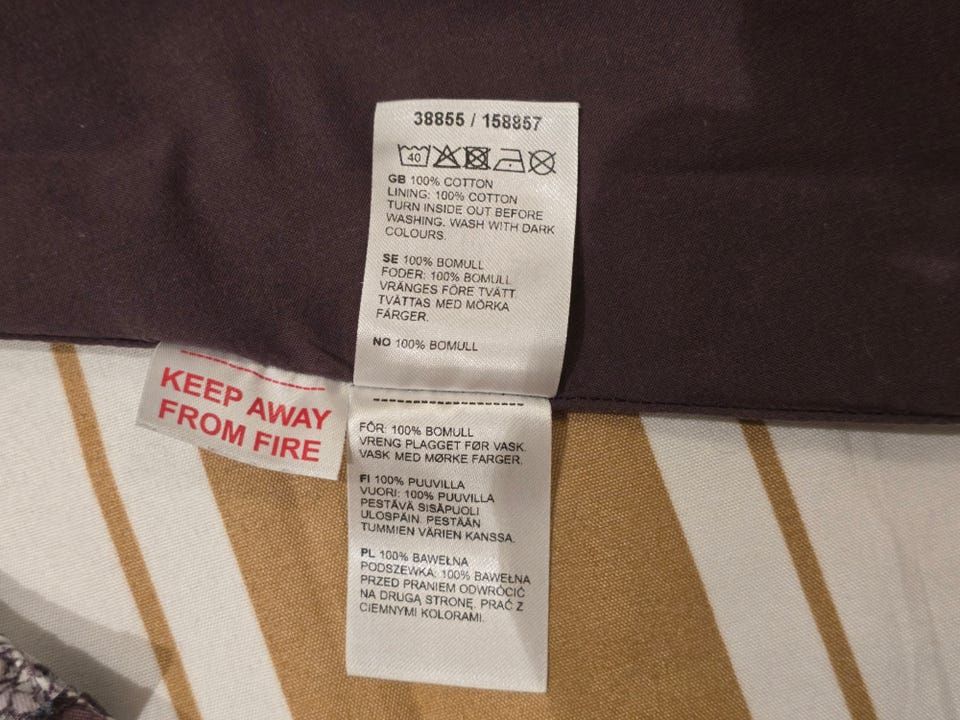 38855 / 158857
40
GB 100% COTTON
LINING: 100% COTTON
TURN INSIDE OUT BEFORE
WASHING. WASH WITH DARK
COLOURS.
SE 100% BOMULL
FODER: 100% BOMULL
VRÄNGES FÖRE TVÄTT.
TVÄTTAS MED MÖRKA
FÄRGER.
NO 100% BOMULL
FÔR: 100% BOMULL
VRENG PLAGGET FØR VASK.
VASK MED MØRKE FARGER.
FI 100% PUUVILLA
VUORI: 100% PUUVILLA
PESTÄVÄ SISÄPUOLI
ULOSPÄIN. PESTÄÄN
TUMMIEN VÄRIEN KANSSA.
PL 100% BAWEŁNA
PODSZEWKA: 100% BAWEŁNA
PRZED PRANIEM ODWRÓCIĆ
NA DRUGĄ STRONĘ. PRAĆ Z
CIEMNYMI KOLORAMI.
KEEP AWAY
FROM FIRE